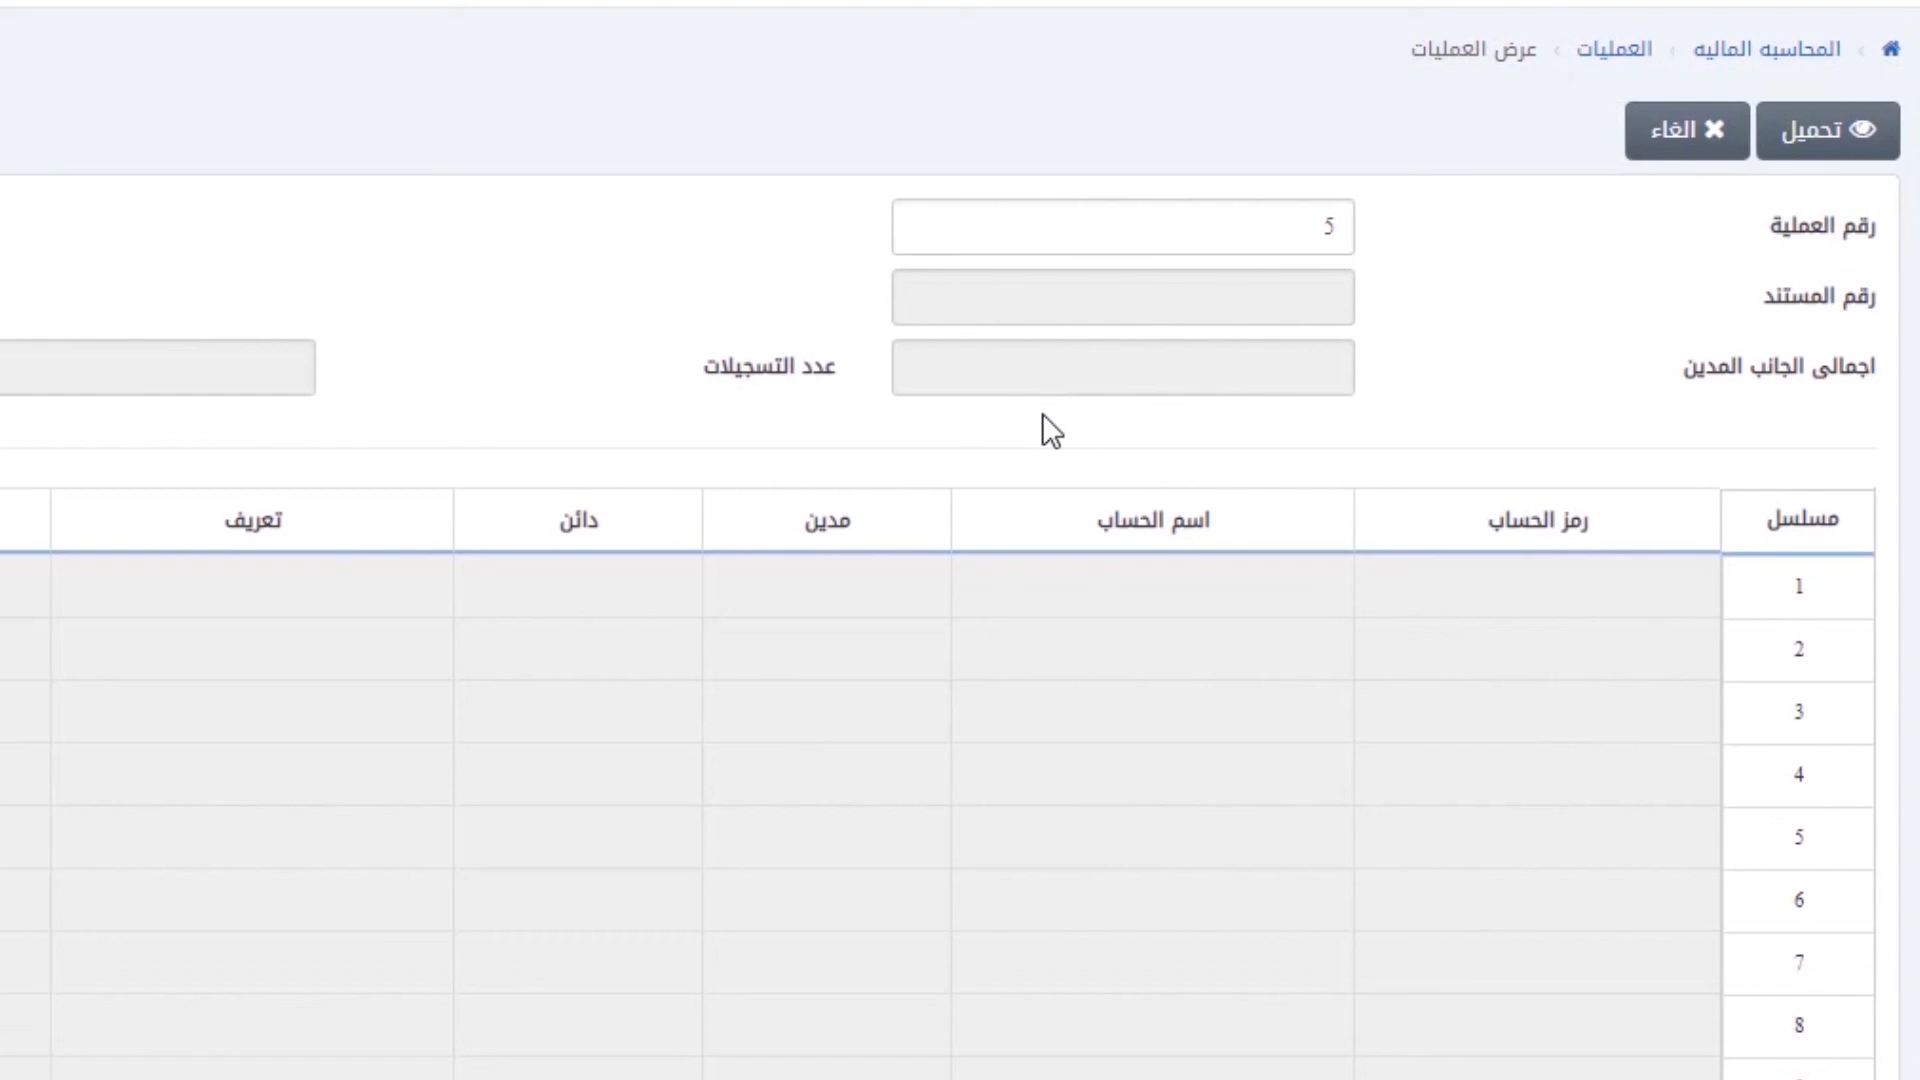 المحاسبه الماليه › العمليات › عرض العمليات
تحميل الغاء
رقم العملية 5
رقم المستند
اجمالى الجانب المدين عدد التسجيلات
مسلسل رمز الحساب اسم الحساب مدين دائن تعريف
1
2
3
4
5
6
7
8